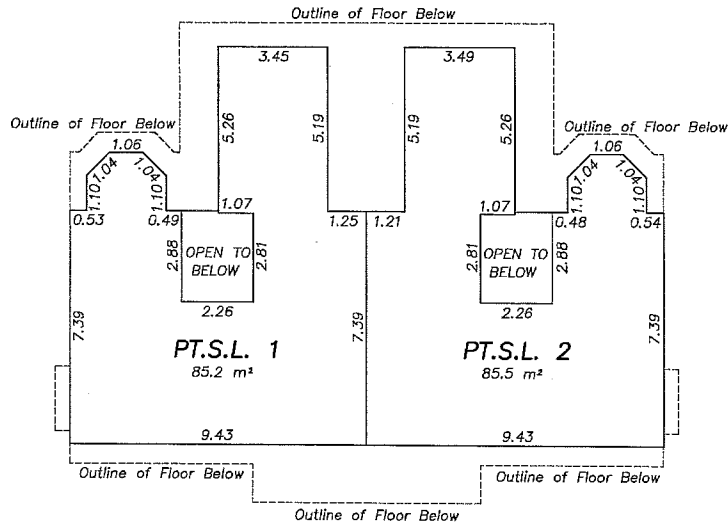 Outline of Floor Below
3.45
3.49
5.26
5.19
5.19
5.26
Outline of Floor Below
Outline of Floor Below
1.06
1.04
1.04
1.10
1.10
1.06
1.04
1.04
1.10
1.10
0.53
0.49
1.07
1.25
1.21
1.07
0.48
0.54
2.88
OPEN TO
BELOW
2.81
2.81
OPEN TO
BELOW
2.88
2.26
2.26
7.39
7.39
7.39
PT.S.L. 1
85.2 m²
PT.S.L. 2
85.5 m²
9.43
9.43
Outline of Floor Below
Outline of Floor Below
Outline of Floor Below